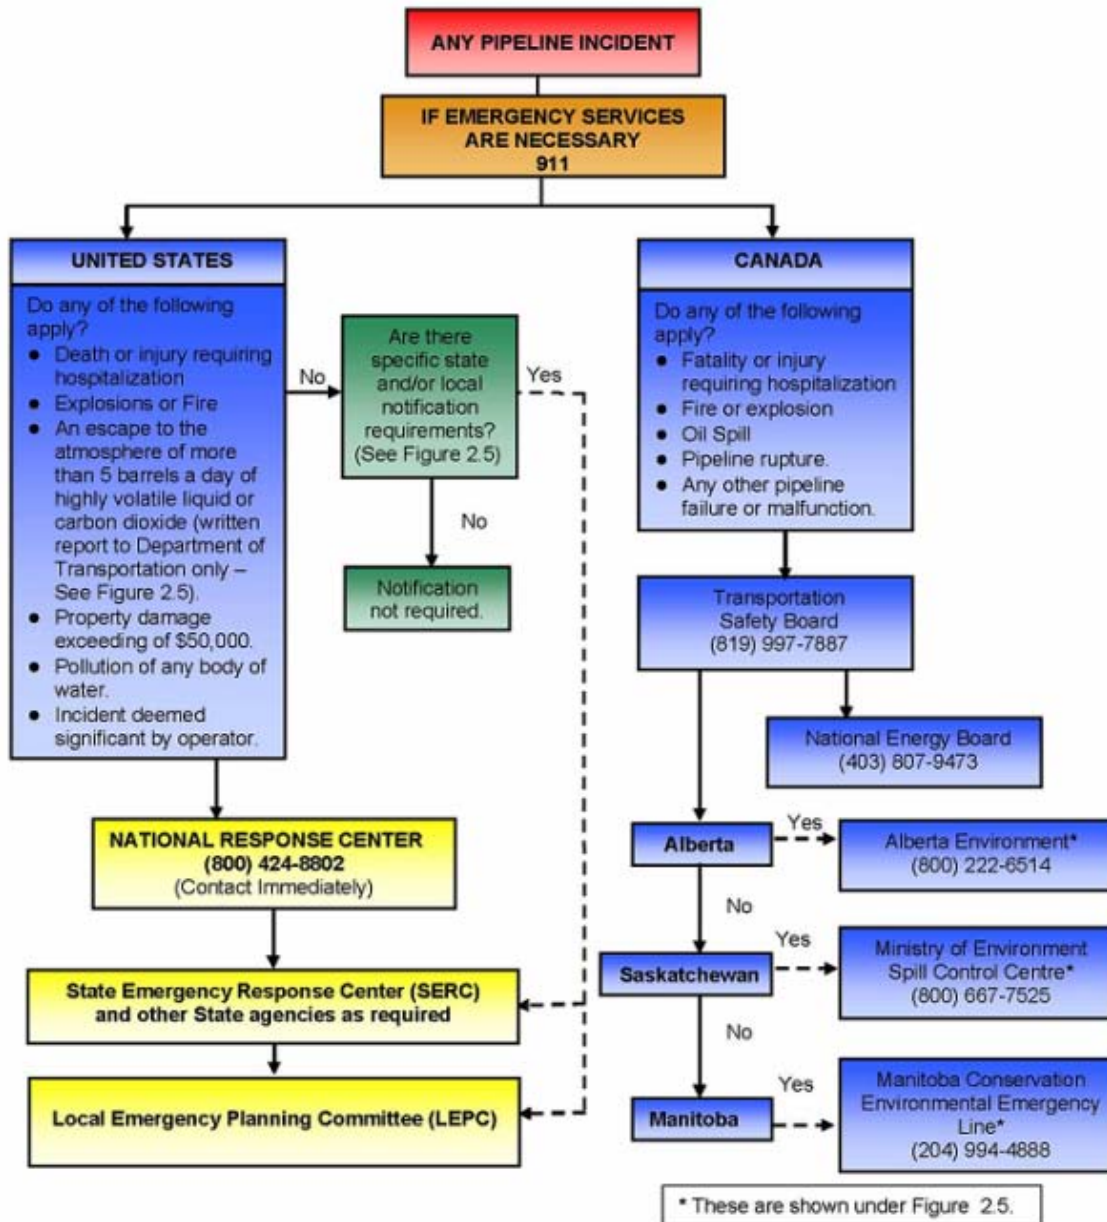 ANY PIPELINE INCIDENT
IF EMERGENCY SERVICES
ARE NECESSARY
911
UNITED STATES
Do any of the following
apply?
● Death or injury requiring
hospitalization
● Explosions or Fire
● An escape to the
atmosphere of more
than 5 barrels a day of
highly volatile liquid or
carbon dioxide (written
report to Department of
Transportation only –
See Figure 2.5).
● Property damage
exceeding of $50,000.
● Pollution of any body of
water.
● Incident deemed
significant by operator.
No
Are there
specific state
and/or local
notification
requirements?
(See Figure 2.5)
Yes
No
Notification
not required.
NATIONAL RESPONSE CENTER
(800) 424-8802
(Contact Immediately)
State Emergency Response Center (SERC)
and other State agencies as required
Local Emergency Planning Committee (LEPC)
CANADA
Do any of the following
apply?
● Fatality or injury
requiring hospitalization
● Fire or explosion
● Oil Spill
● Pipeline rupture.
● Any other pipeline
failure or malfunction.
Transportation
Safety Board
(819) 997-7887
National Energy Board
(403) 807-9473
Alberta
Yes
Alberta Environment*
(800) 222-6514
No
Saskatchewan
Yes
Ministry of Environment
Spill Control Centre*
(800) 667-7525
No
Manitoba
Yes
Manitoba Conservation
Environmental Emergency
Line*
(204) 994-4888
* These are shown under Figure 2.5.